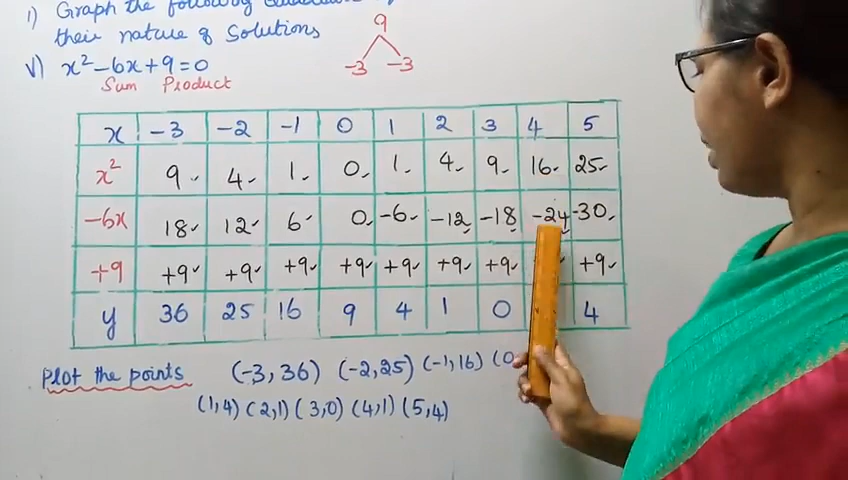 1) Graph the following
their nature of Solutions
V) x² - 6x + 9 = 0
Sum Product
9
-3 -3
x -3 -2 -1 0 1 2 3 4 5
x² 9 4 1 0 1 4 9 16 25
-6x 18 12 6 0 -6 -12 -18 -24 -30
+9 +9 +9 +9 +9 +9 +9 +9 +9
y 36 25 16 9 4 1 0 4
Plot the points (-3, 36) (-2, 25) (-1, 16) (0,
(1, 4) (2, 1) (3, 0) (4, 1) (5, 4)